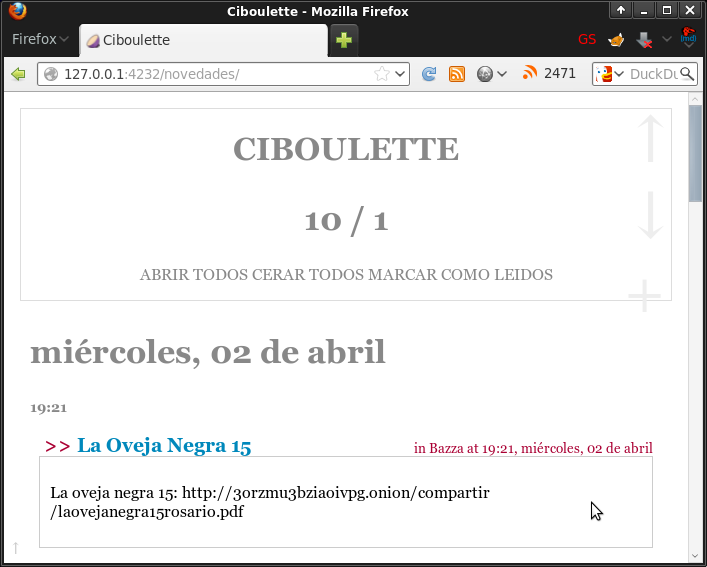 Ciboulette - Mozilla Firefox
Firefox
Ciboulette
GS
127.0.0.1:4232/novedades/
2471
DuckDu
CIBOULETTE
10 / 1
ABRIR TODOS CERAR TODOS MARCAR COMO LEIDOS
miércoles, 02 de abril
19:21
>> La Oveja Negra 15
in Bazza at 19:21, miércoles, 02 de abril
La oveja negra 15: http://3orzmu3bziaoivpg.onion/compartir
/laovejanegra15rosario.pdf